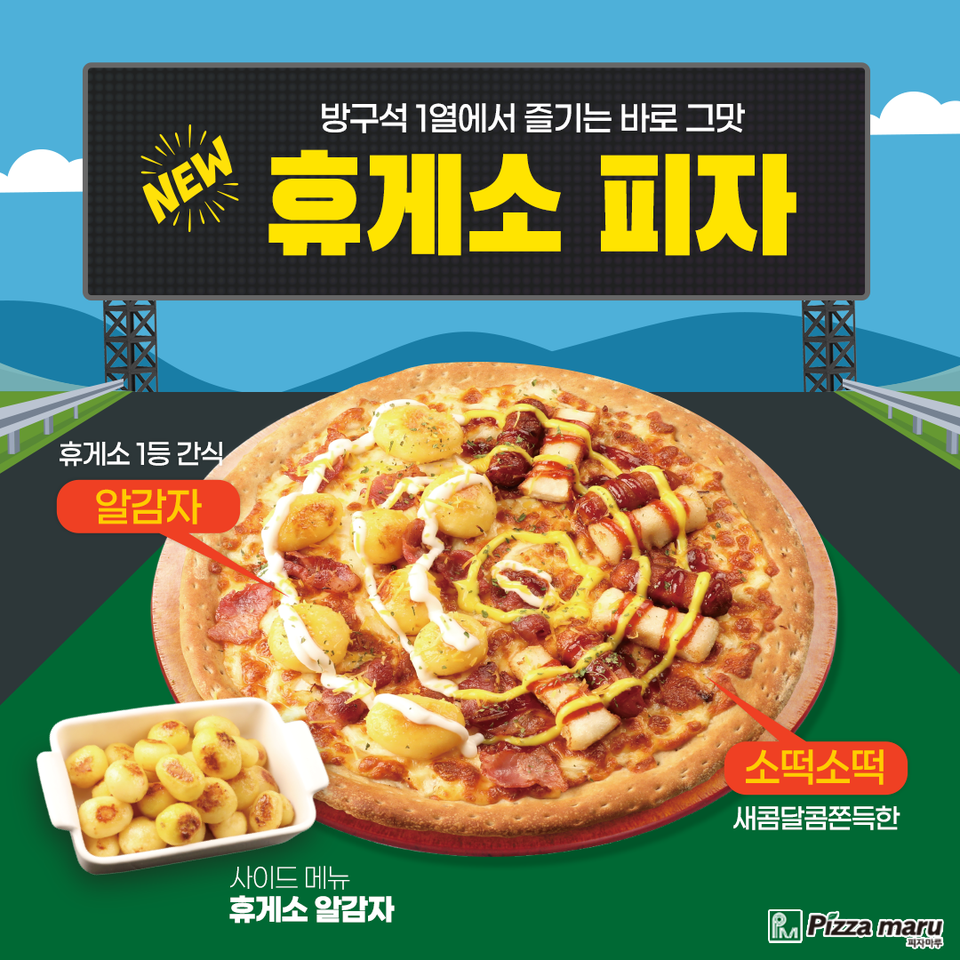 방구석 1열에서 즐기는 바로 그맛
NEW
휴게소 피자
휴게소 1등 간식
알감자
소떡소떡
새콤달콤쫀득한
사이드 메뉴
휴게소 알감자
PM Pizza maru
피자마루